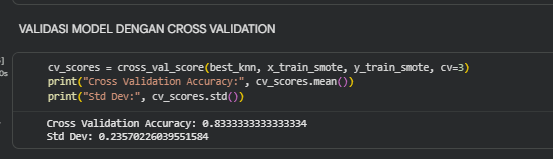 VALIDASI MODEL DENGAN CROSS VALIDATION
cv_scores = cross_val_score(best_knn, x_train_smote, y_train_smote, cv=3)
print("Cross Validation Accuracy:", cv_scores.mean())
print("Std Dev:", cv_scores.std())
Cross Validation Accuracy: 0.8333333333333334
Std Dev: 0.23570226039551584